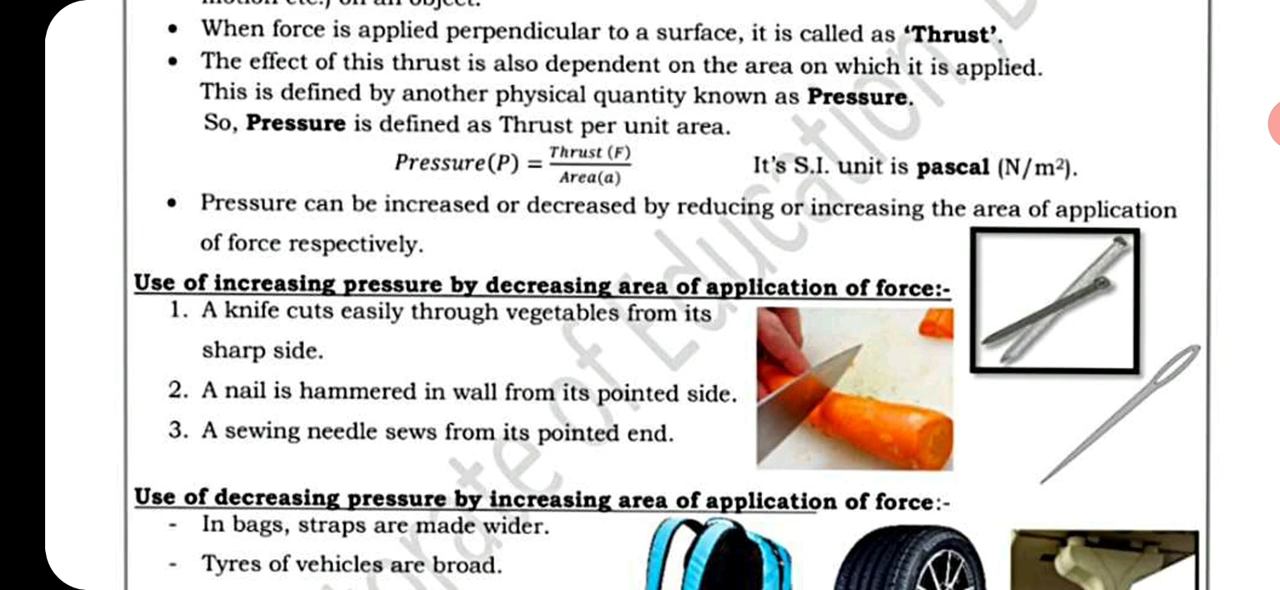 motion etc.) on an object.
• When force is applied perpendicular to a surface, it is called as ‘Thrust’.
• The effect of this thrust is also dependent on the area on which it is applied.
This is defined by another physical quantity known as Pressure.
So, Pressure is defined as Thrust per unit area.
Pressure(P) = Thrust (F) / Area(a) It’s S.I. unit is pascal (N/m²).
• Pressure can be increased or decreased by reducing or increasing the area of application
of force respectively.
Use of increasing pressure by decreasing area of application of force:-
1. A knife cuts easily through vegetables from its
sharp side.
2. A nail is hammered in wall from its pointed side.
3. A sewing needle sews from its pointed end.
Use of decreasing pressure by increasing area of application of force:-
- In bags, straps are made wider.
- Tyres of vehicles are broad.
of Education,